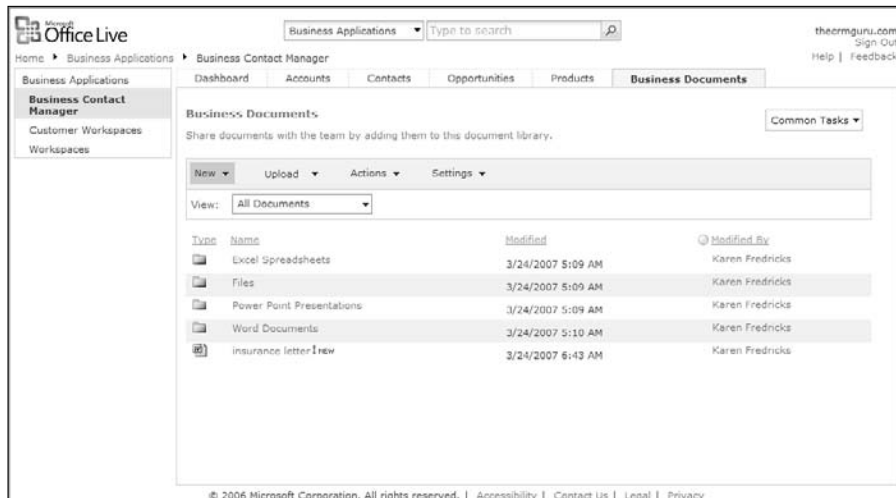 Microsoft
Office Live
Business Applications
Type to search
thecrmguru.com
Sign Out
Help | Feedback
Home Business Applications Business Contact Manager
Business Applications
Business Contact Manager
Customer Workspaces
Workspaces
Dashboard Accounts Contacts Opportunities Products Business Documents
Business Documents
Common Tasks
Share documents with the team by adding them to this document library.
New Upload Actions Settings
View: All Documents
Type Name Modified Modified By
Excel Spreadsheets 3/24/2007 5:09 AM Karen Fredricks
Files 3/24/2007 5:09 AM Karen Fredricks
Power Point Presentations 3/24/2007 5:09 AM Karen Fredricks
Word Documents 3/24/2007 5:10 AM Karen Fredricks
insurance letter NEW 3/24/2007 6:43 AM Karen Fredricks
© 2006 Microsoft Corporation. All rights reserved. | Accessibility | Contact Us | Legal | Privacy